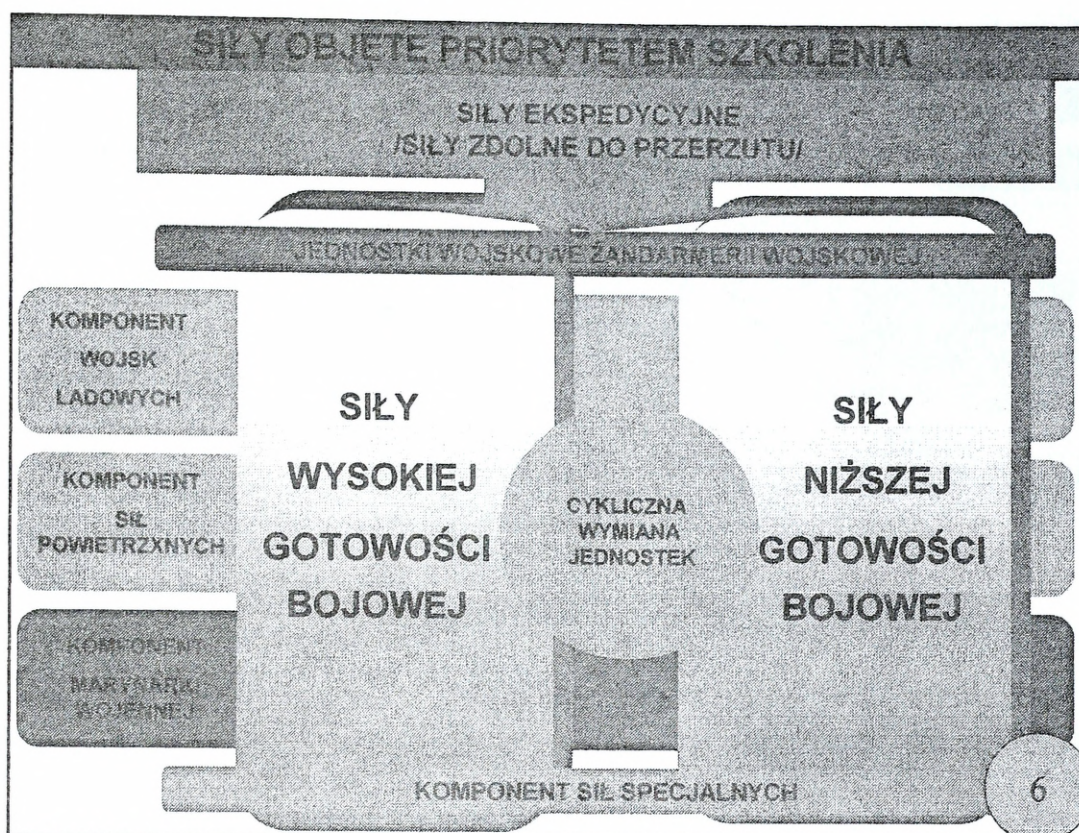 SIŁY OBJĘTE PRIORYTETEM SZKOLENIA
SIŁY EKSPEDYCYJNE
/SIŁY ZDOLNE DO PRZERZUTU/
JEDNOSTKI WOJSKOWE ŻANDARMERII WOJSKOWEJ
KOMPONENT
WOJSK
LĄDOWYCH
KOMPONENT
SIŁ
POWIETRZXNYCH
KOMPONENT
MARYNARKI
WOJENNEJ
SIŁY
WYSOKIEJ
GOTOWOŚCI
BOJOWEJ
CYKLICZNA
WYMIANA
JEDNOSTEK
SIŁY
NIŻSZEJ
GOTOWOŚCI
BOJOWEJ
KOMPONENT SIŁ SPECJALNYCH
6